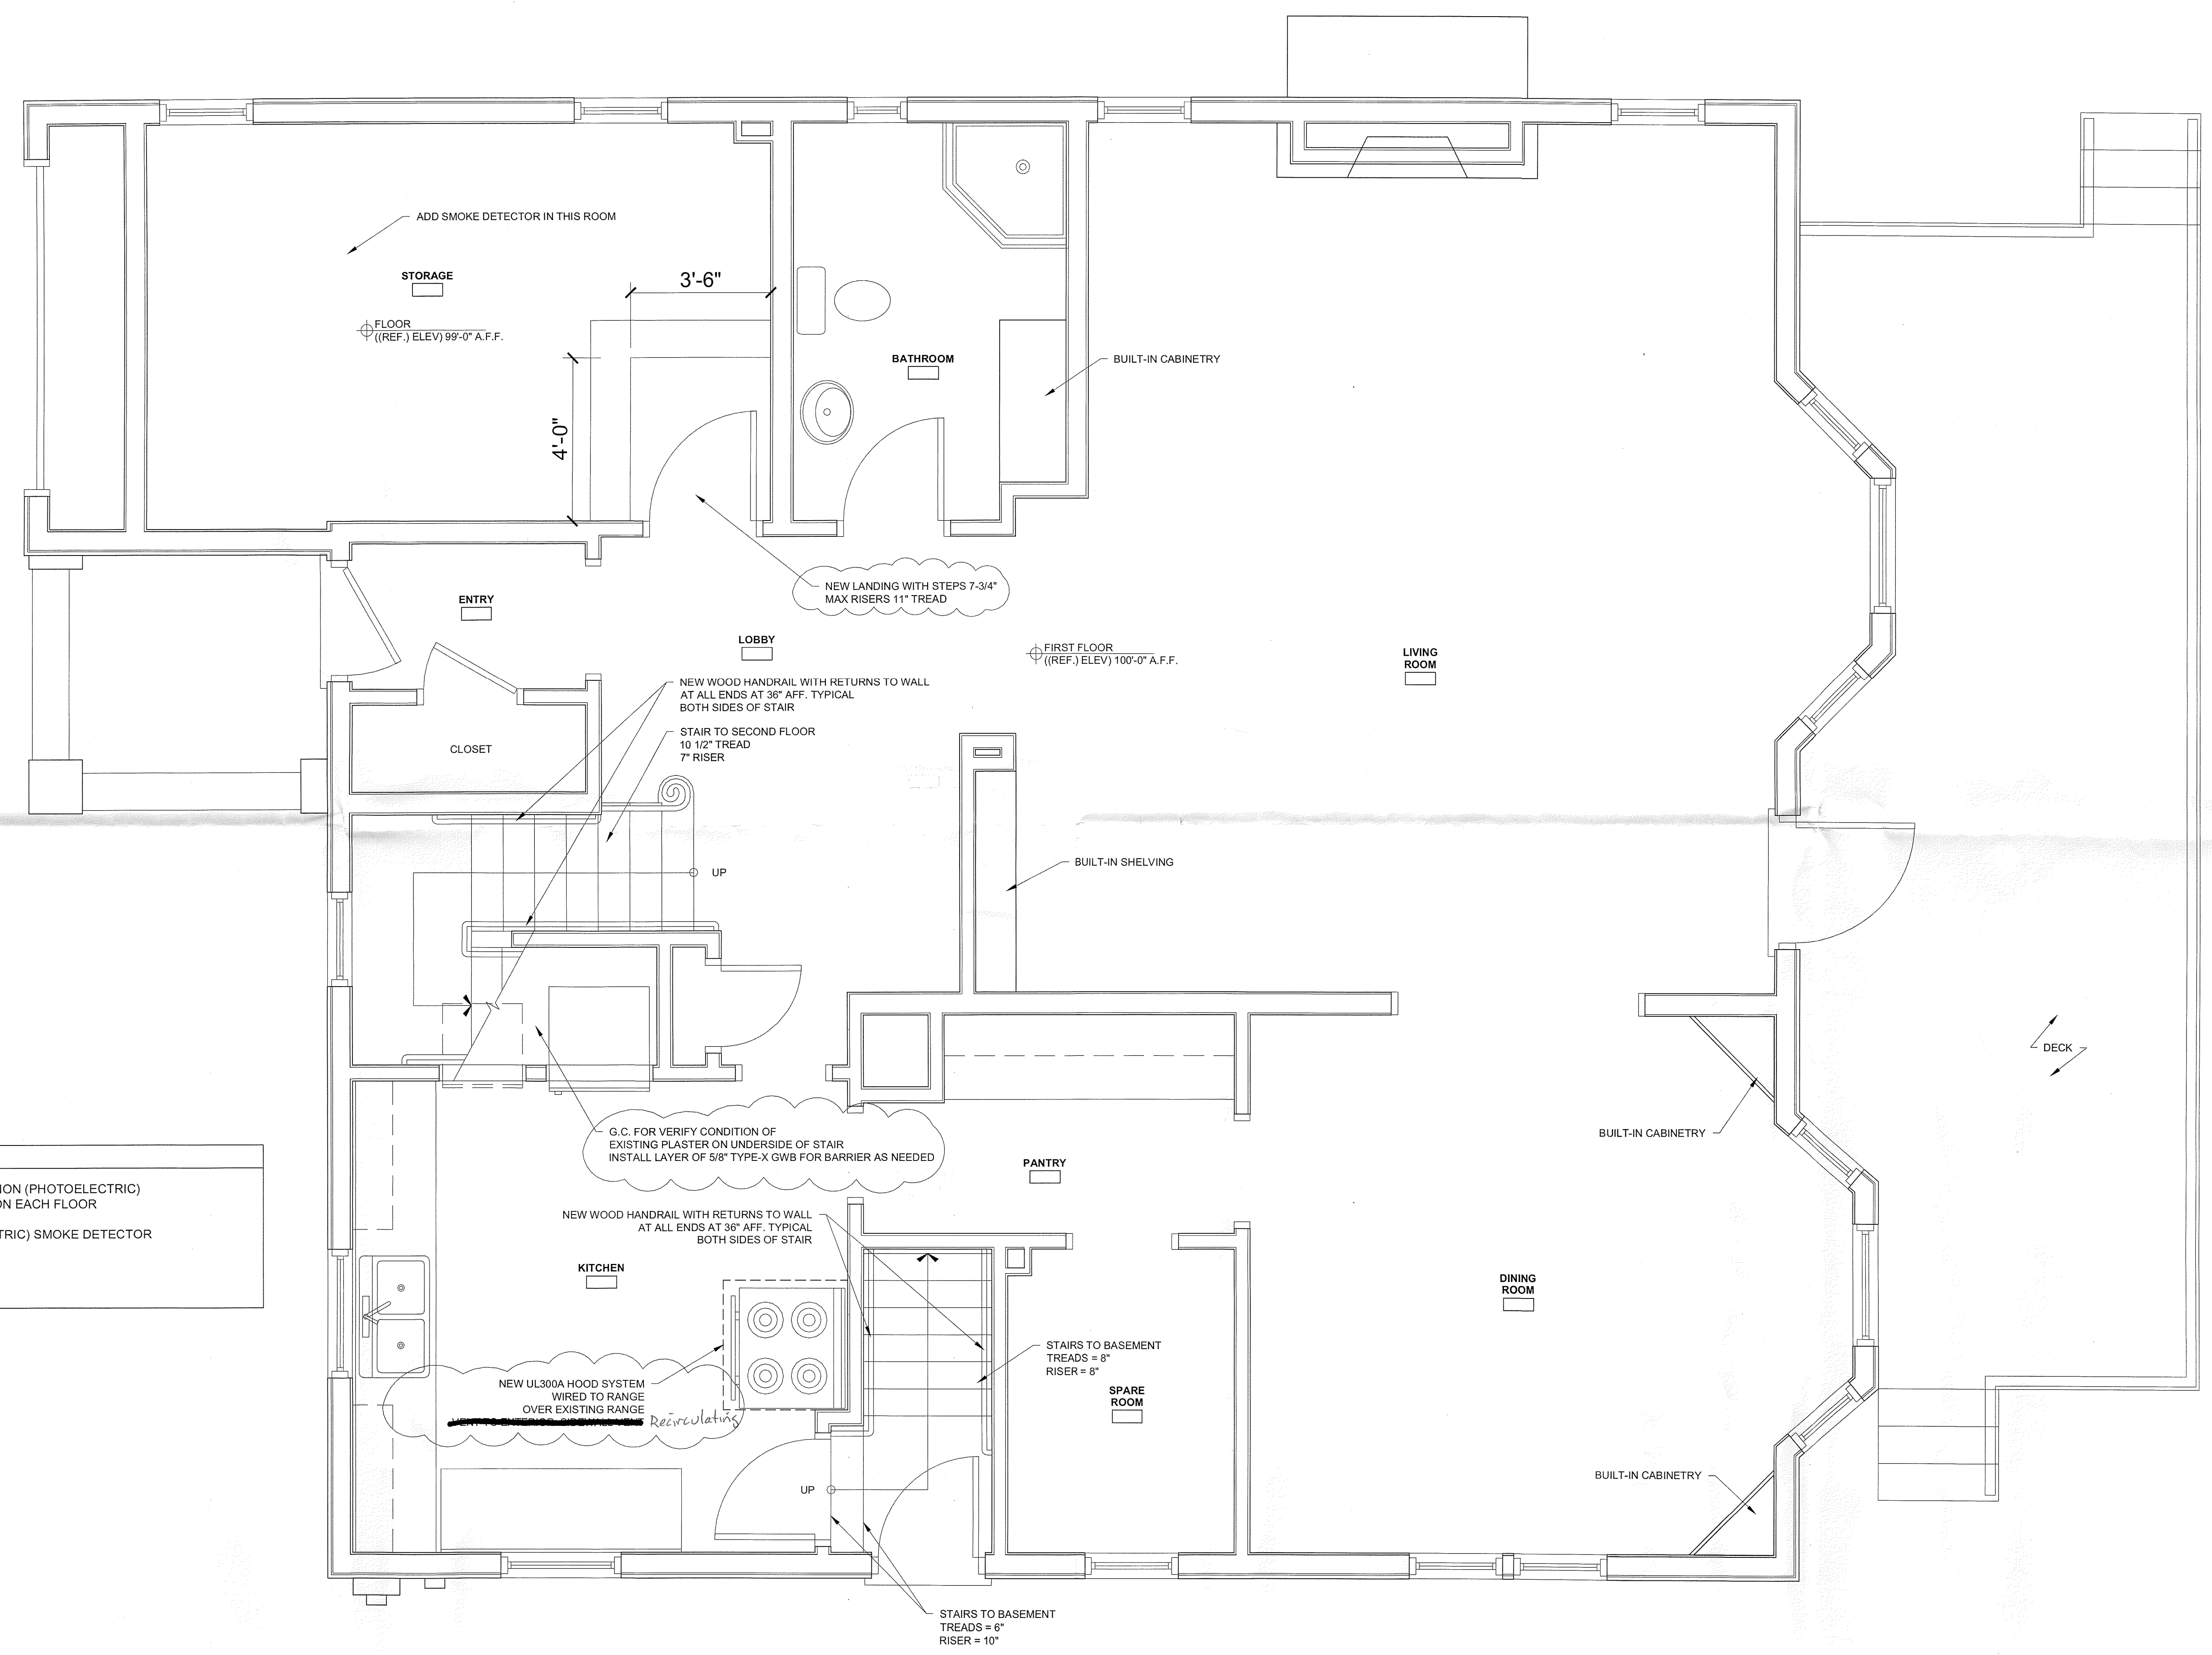 ADD SMOKE DETECTOR IN THIS ROOM
STORAGE
3'-6"
FLOOR
((REF.) ELEV) 99'-0" A.F.F.
4'-0"
BATHROOM
BUILT-IN CABINETRY
NEW LANDING WITH STEPS 7-3/4"
MAX RISERS 11" TREAD
ENTRY
LOBBY
FIRST FLOOR
((REF.) ELEV) 100'-0" A.F.F.
LIVING
ROOM
NEW WOOD HANDRAIL WITH RETURNS TO WALL
AT ALL ENDS AT 36" AFF. TYPICAL
BOTH SIDES OF STAIR
CLOSET
STAIR TO SECOND FLOOR
10 1/2" TREAD
7" RISER
UP
BUILT-IN SHELVING
DECK
G.C. FOR VERIFY CONDITION OF
EXISTING PLASTER ON UNDERSIDE OF STAIR
INSTALL LAYER OF 5/8" TYPE-X GWB FOR BARRIER AS NEEDED
BUILT-IN CABINETRY
PANTRY
ION (PHOTOELECTRIC)
ON EACH FLOOR
TRIC) SMOKE DETECTOR
NEW WOOD HANDRAIL WITH RETURNS TO WALL
AT ALL ENDS AT 36" AFF. TYPICAL
BOTH SIDES OF STAIR
KITCHEN
DINING
ROOM
STAIRS TO BASEMENT
TREADS = 8"
RISER = 8"
SPARE
ROOM
NEW UL300A HOOD SYSTEM
WIRED TO RANGE
OVER EXISTING RANGE
VENT TO EXTERIOR SIDEWALL VENT Recirculating
UP
BUILT-IN CABINETRY
STAIRS TO BASEMENT
TREADS = 6"
RISER = 10"